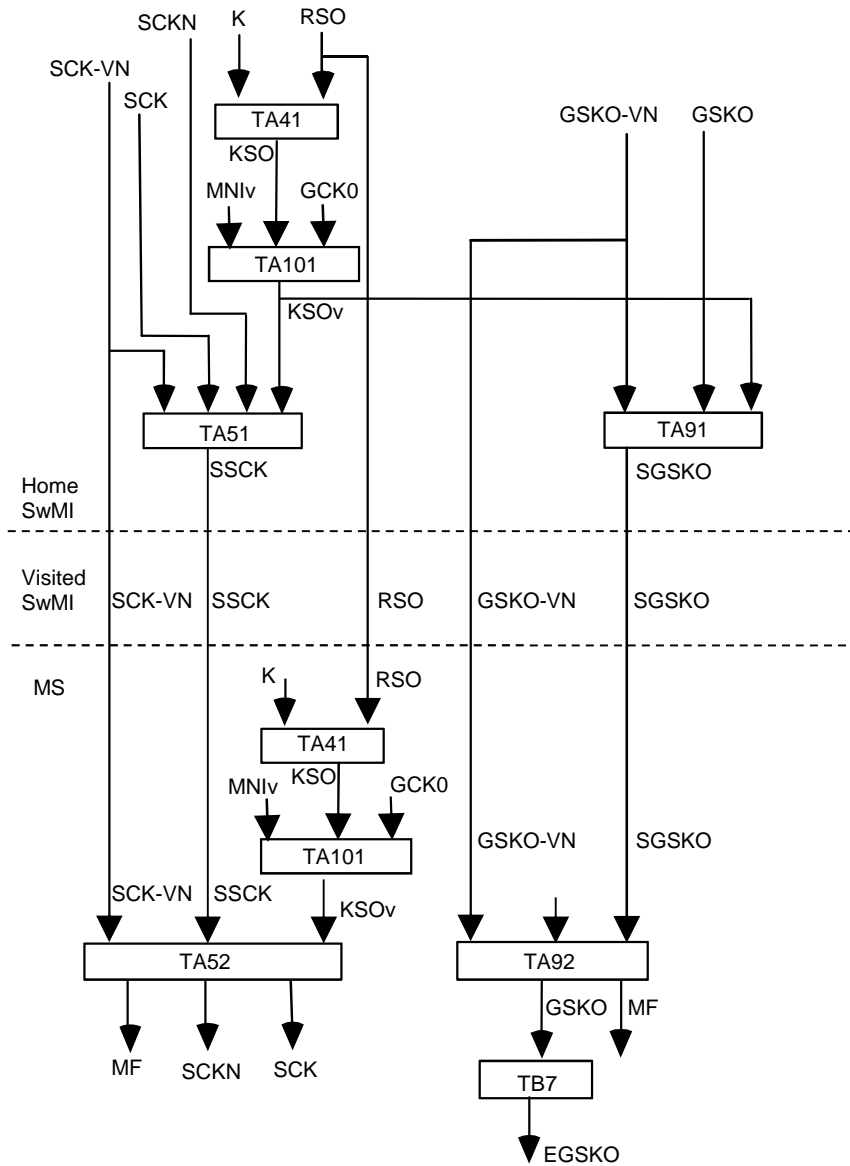 SCKN
K
RSO
SCK-VN
SCK
TA41
GSKO-VN
GSKO
KSO
MNIv
GCK0
TA101
KSOv
TA51
TA91
SSCK
SGSKO
Home
SwMI
Visited
SwMI
SCK-VN
SSCK
RSO
GSKO-VN
SGSKO
MS
K
RSO
TA41
KSO
MNIv
GCK0
TA101
GSKO-VN
SGSKO
SCK-VN
SSCK
KSOv
TA52
TA92
GSKO
MF
MF
SCKN
SCK
TB7
EGSKO